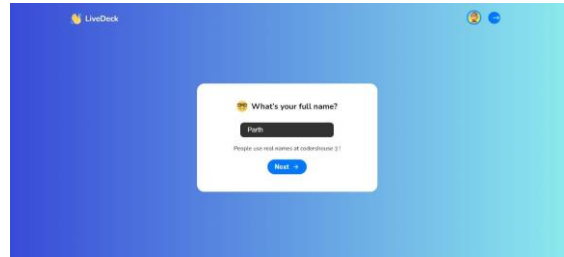 LiveDeck
What's your full name?
Parth
People use real names at codershouse :) !
Next →